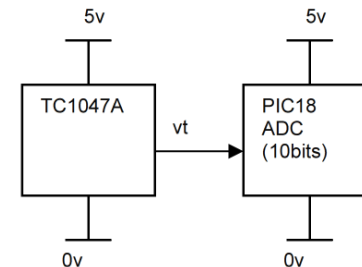 5v
5v
TC1047A
PIC18
ADC
(10bits)
vt
0v
0v